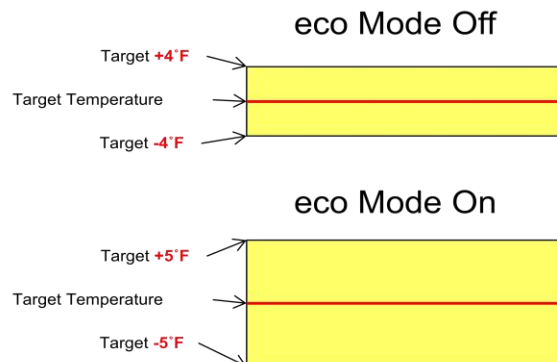 eco Mode Off
Target +4˚F
Target Temperature
Target -4˚F
eco Mode On
Target +5˚F
Target Temperature
Target -5˚F